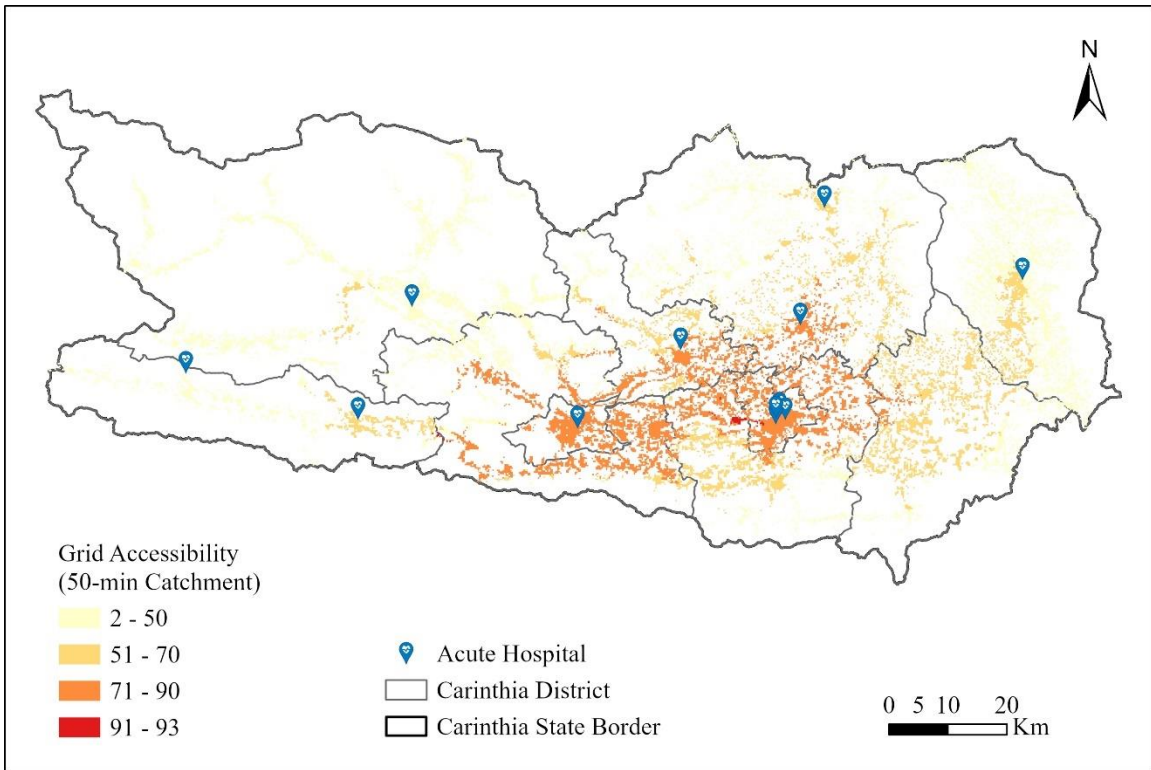 N
Grid Accessibility
(50-min Catchment)
2 - 50
51 - 70
71 - 90
91 - 93
Acute Hospital
Carinthia District
Carinthia State Border
0 5 10 20
Km